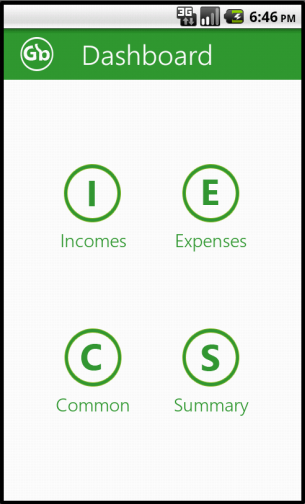 3G 6:46 PM
Gb Dashboard
I E
Incomes Expenses
C S
Common Summary